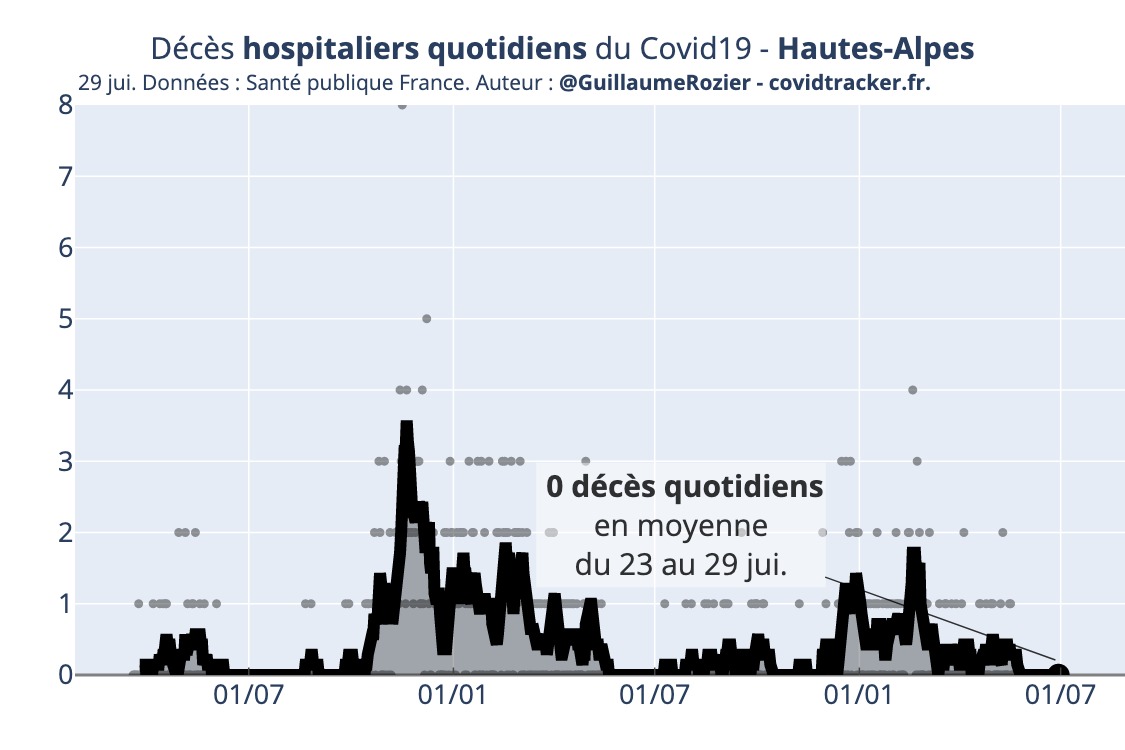 Décès hospitaliers quotidiens du Covid19 - Hautes-Alpes
29 jui. Données : Santé publique France. Auteur : @GuillaumeRozier - covidtracker.fr.
8
7
6
5
4
3
2
1
0
0 décès quotidiens
en moyenne
du 23 au 29 jui.
01/07 01/01 01/07 01/01 01/07